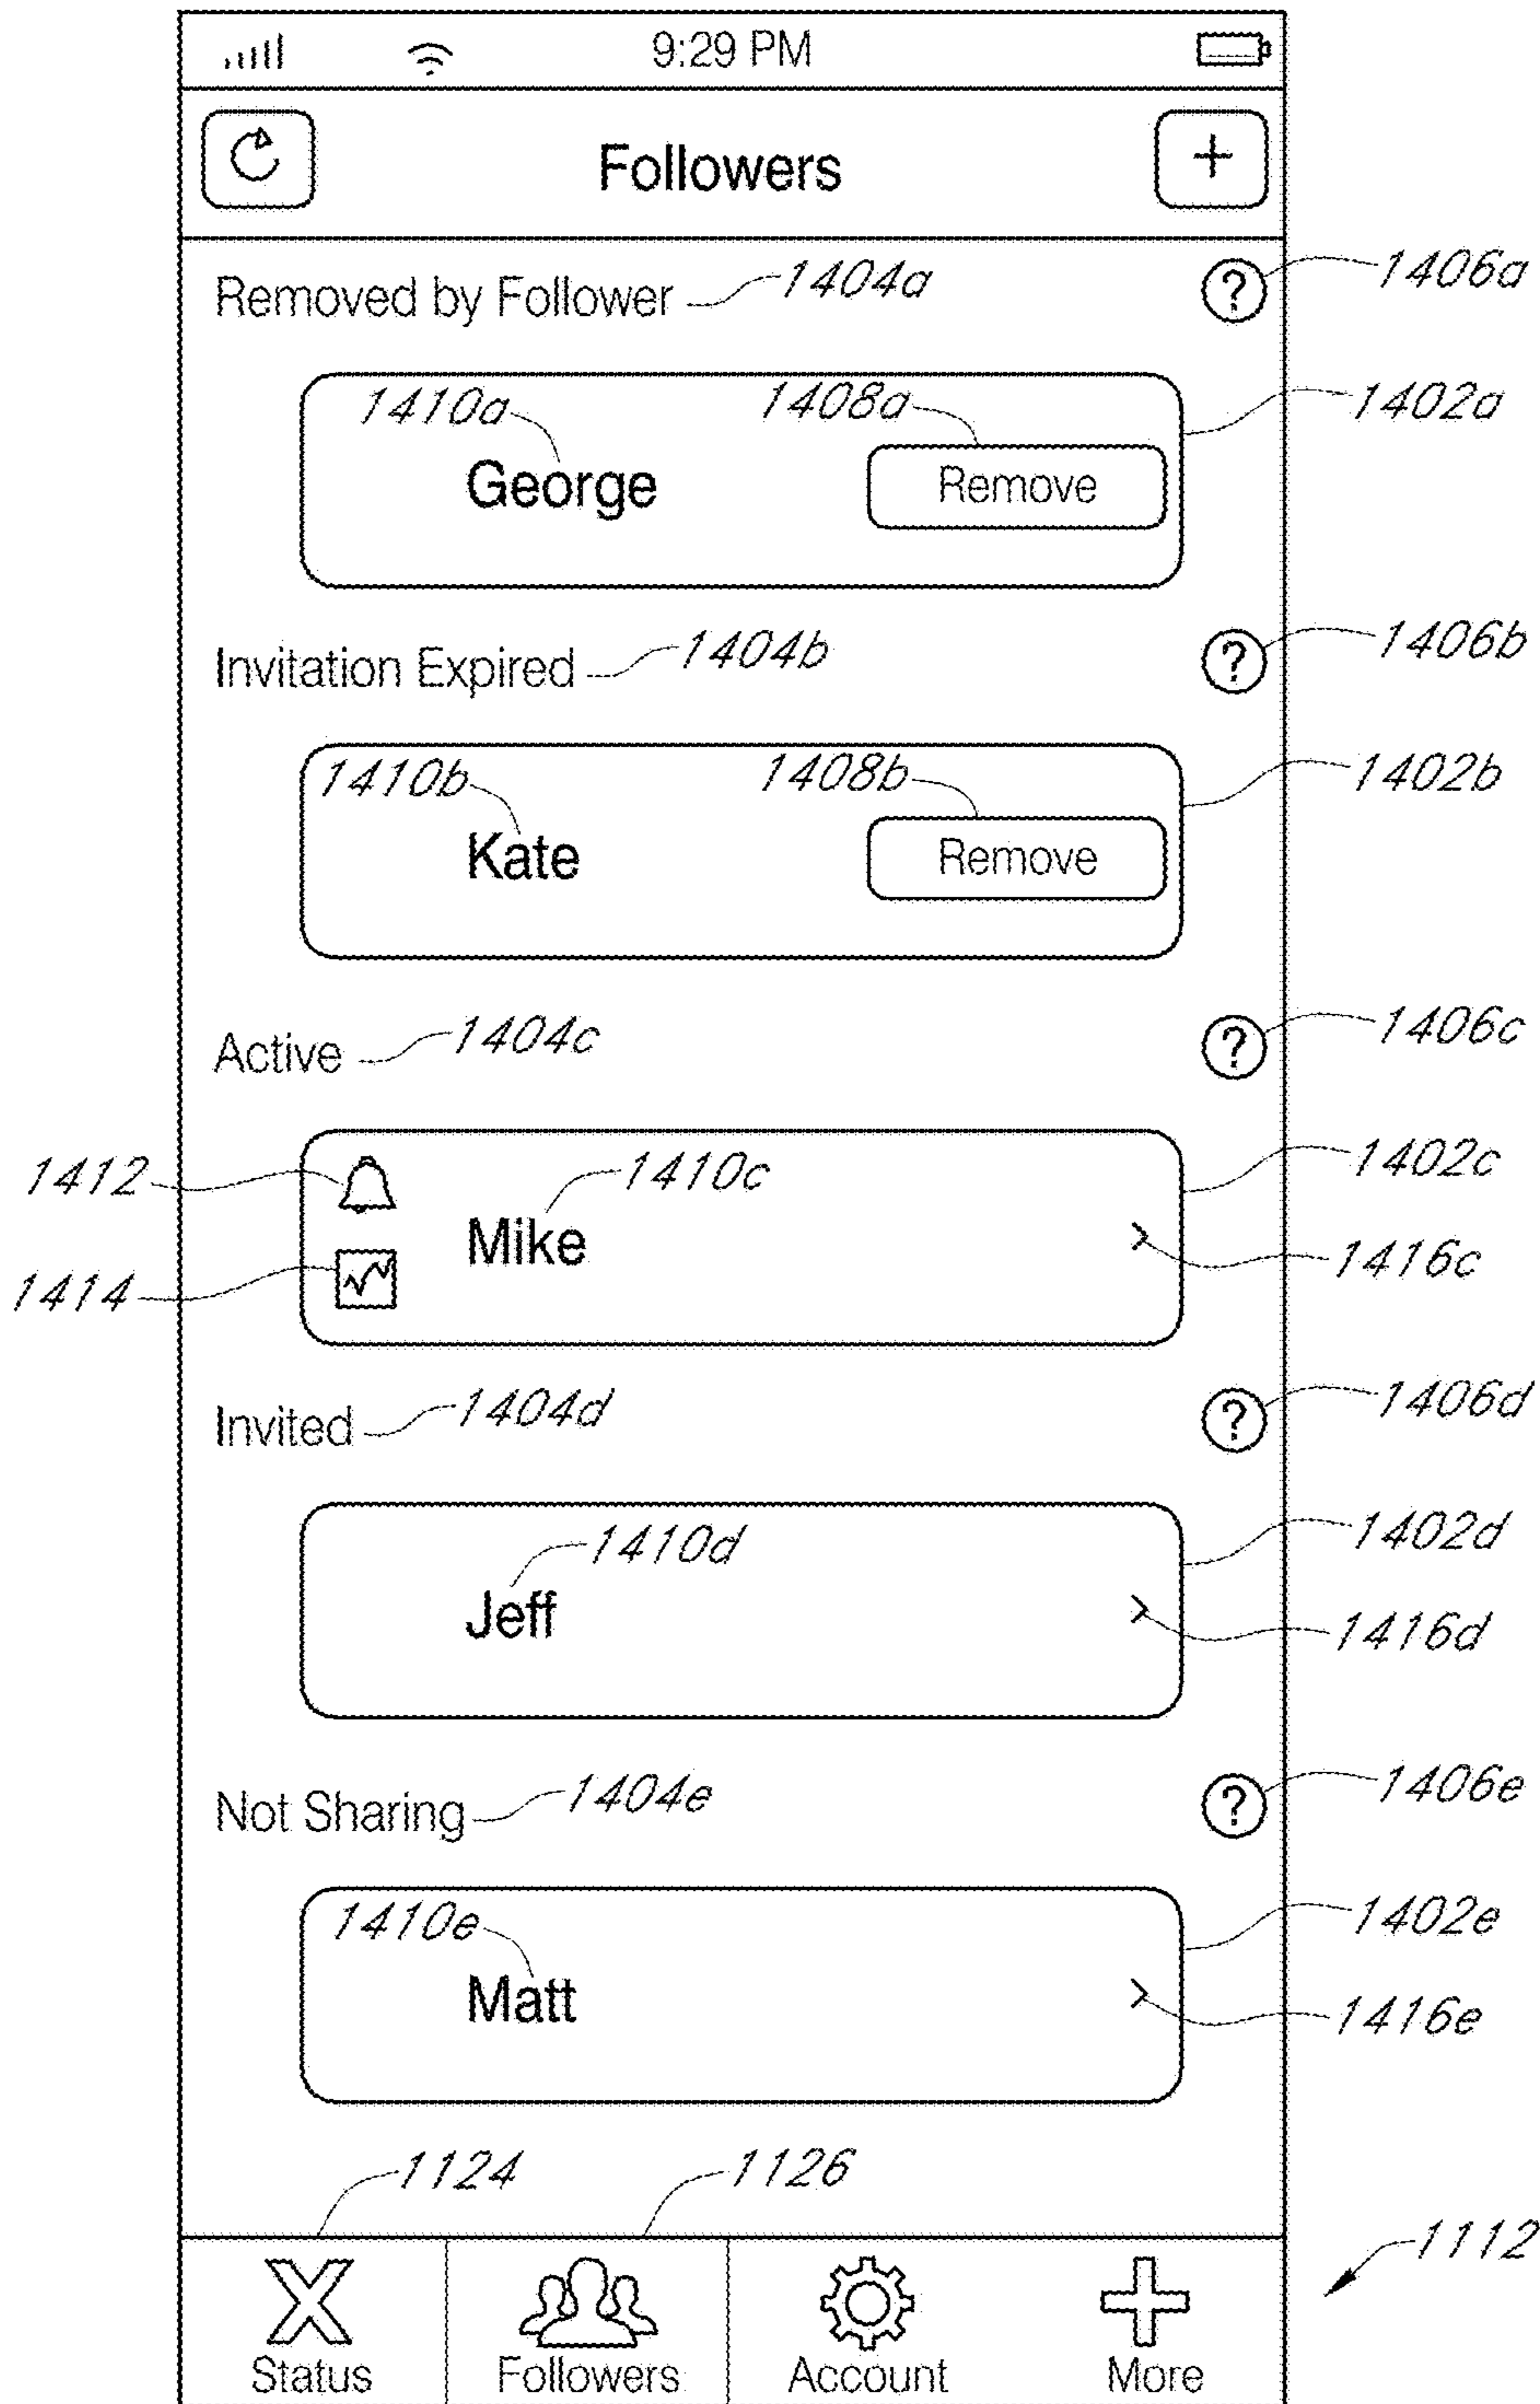 9:29 PM
Followers +
Removed by Follower 1404a ? 1406a
1410a 1408a 1402a
George Remove
Invitation Expired 1404b ? 1406b
1410b 1408b 1402b
Kate Remove
Active 1404c ? 1406c
1412 1410c 1402c
Mike > 1416c
1414
Invited 1404d ? 1406d
1410d 1402d
Jeff > 1416d
Not Sharing 1404e ? 1406e
1410e 1402e
Matt > 1416e
1124 1126
1112
X
Status Followers Account More